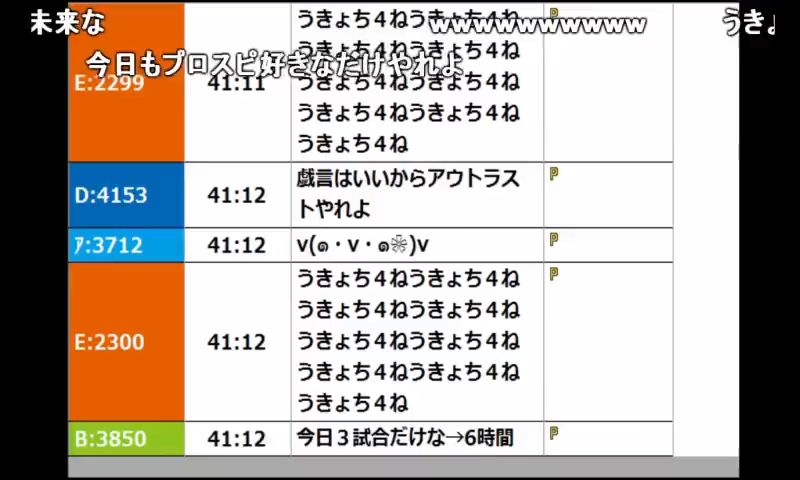 未来な
wwwwwwwwwww
うきょ
今日もプロスピ好きなだけやれよ
E:2299
41:11
うきょち４ねうきょち４ね
うきょち４ねうきょち４ね
うきょち４ねうきょち４ね
うきょち４ねうきょち４ね
うきょち４ね
P
D:4153
41:12
戯言はいいからアウトラス
トやれよ
P
ｱ:3712
41:12
v(๑・v・๑❀)v
P
E:2300
41:12
うきょち４ねうきょち４ね
うきょち４ねうきょち４ね
うきょち４ねうきょち４ね
うきょち４ねうきょち４ね
うきょち４ね
P
B:3850
41:12
今日３試合だけな→6時間
P